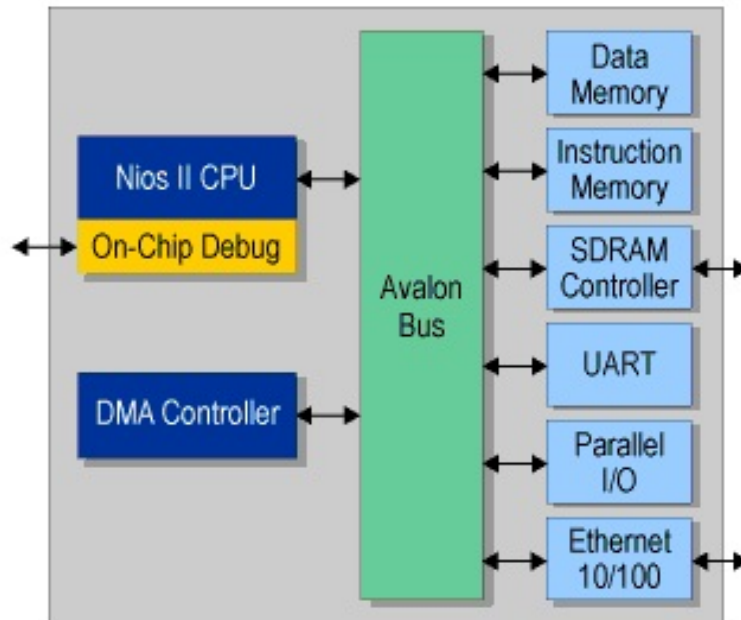 Nios II CPU
On-Chip Debug
DMA Controller
Avalon
Bus
Data
Memory
Instruction
Memory
SDRAM
Controller
UART
Parallel
I/O
Ethernet
10/100